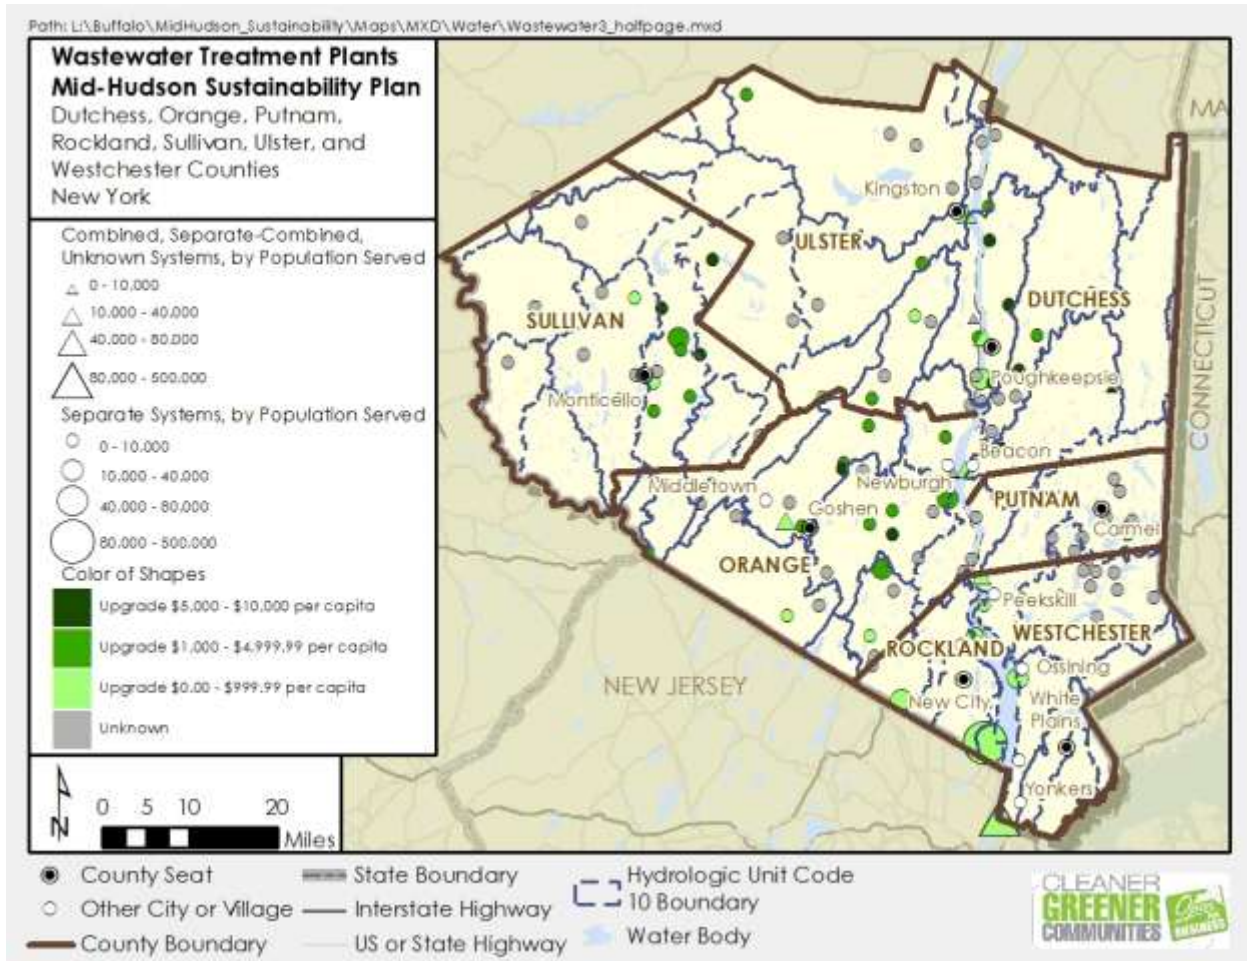 Path: L:\Buffalo\MidHudson_Sustainability\Maps\MXD\Water\Wastewater3_halfpage.mxd
Wastewater Treatment Plants
Mid-Hudson Sustainability Plan
Dutchess, Orange, Putnam,
Rockland, Sullivan, Ulster, and
Westchester Counties
New York
Combined, Separate-Combined,
Unknown Systems, by Population Served
0 - 10,000
10,000 - 40,000
40,000 - 80,000
80,000 - 500,000
Separate Systems, by Population Served
0 - 10,000
10,000 - 40,000
40,000 - 80,000
80,000 - 500,000
Color of Shapes
Upgrade $5,000 - $10,000 per capita
Upgrade $1,000 - $4,999.99 per capita
Upgrade $0.00 - $999.99 per capita
Unknown
N
0 5 10 20
Miles
MA
Kingston
ULSTER
DUTCHESS
SULLIVAN
CONNECTICUT
Poughkeepsie
Monticello
Beacon
Middletown
Newburgh
PUTNAM
Goshen
Carmel
ORANGE
Peekskill
ROCKLAND
WESTCHESTER
Ossining
NEW JERSEY
New City
White
Plains
Yonkers
County Seat
Other City or Village
County Boundary
State Boundary
Interstate Highway
US or State Highway
Hydrologic Unit Code
10 Boundary
Water Body
CLEANER
GREENER
COMMUNITIES